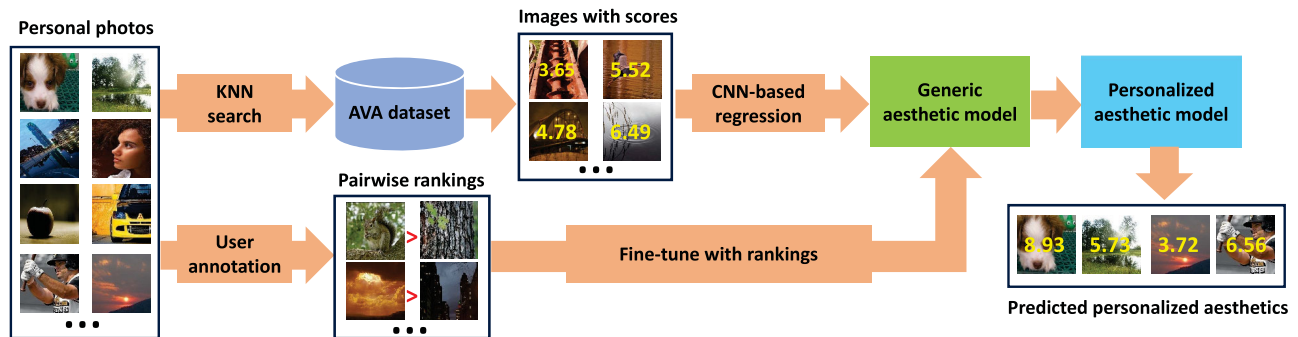 Personal photos
KNN
search
AVA dataset
Images with scores
3.65
5.52
4.78
6.49
• • •
CNN-based
regression
Generic
aesthetic model
Personalized
aesthetic model
User
annotation
Pairwise rankings
>
>
• • •
Fine-tune with rankings
8.93
5.73
3.72
6.56
Predicted personalized aesthetics
• • •